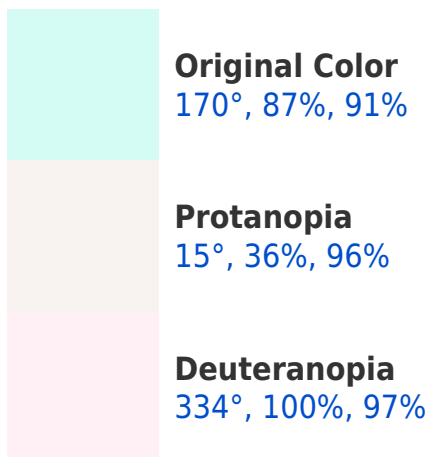 Original Color
170°, 87%, 91%
Protanopia
15°, 36%, 96%
Deuteranopia
334°, 100%, 97%